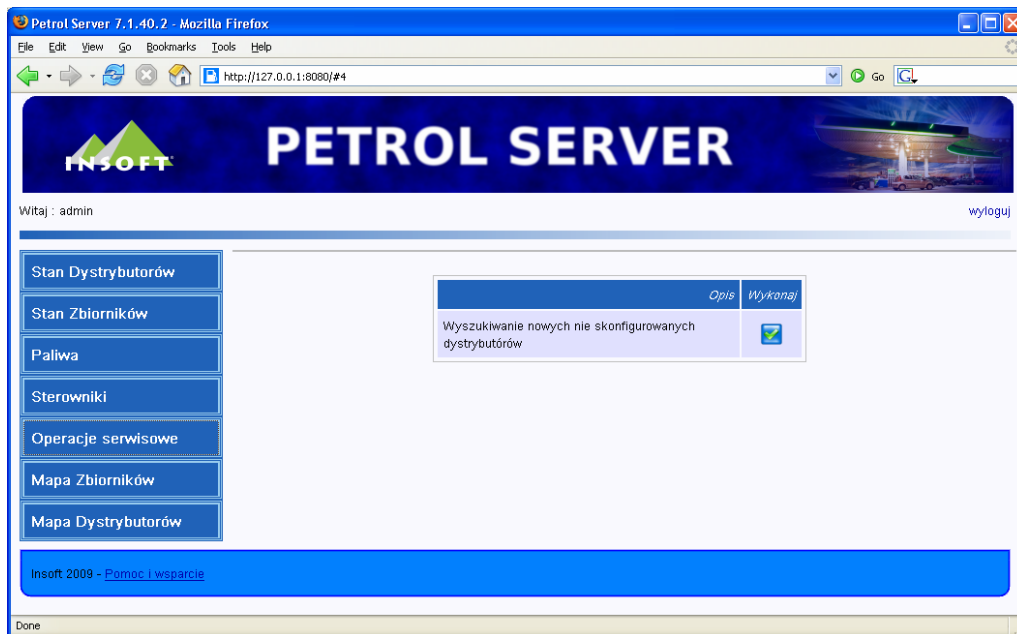 Petrol Server 7.1.40.2 - Mozilla Firefox
File Edit View Go Bookmarks Tools Help
http://127.0.0.1:8080/#4 Go
INSOFT PETROL SERVER
Witaj : admin wyloguj
Stan Dystrybutorów
Stan Zbiorników
Paliwa
Sterowniki
Operacje serwisowe
Mapa Zbiorników
Mapa Dystrybutorów
Opis Wykonaj
Wyszukiwanie nowych nie skonfigurowanych
dystrybutórów
Insoft 2009 - Pomoc i wsparcie
Done